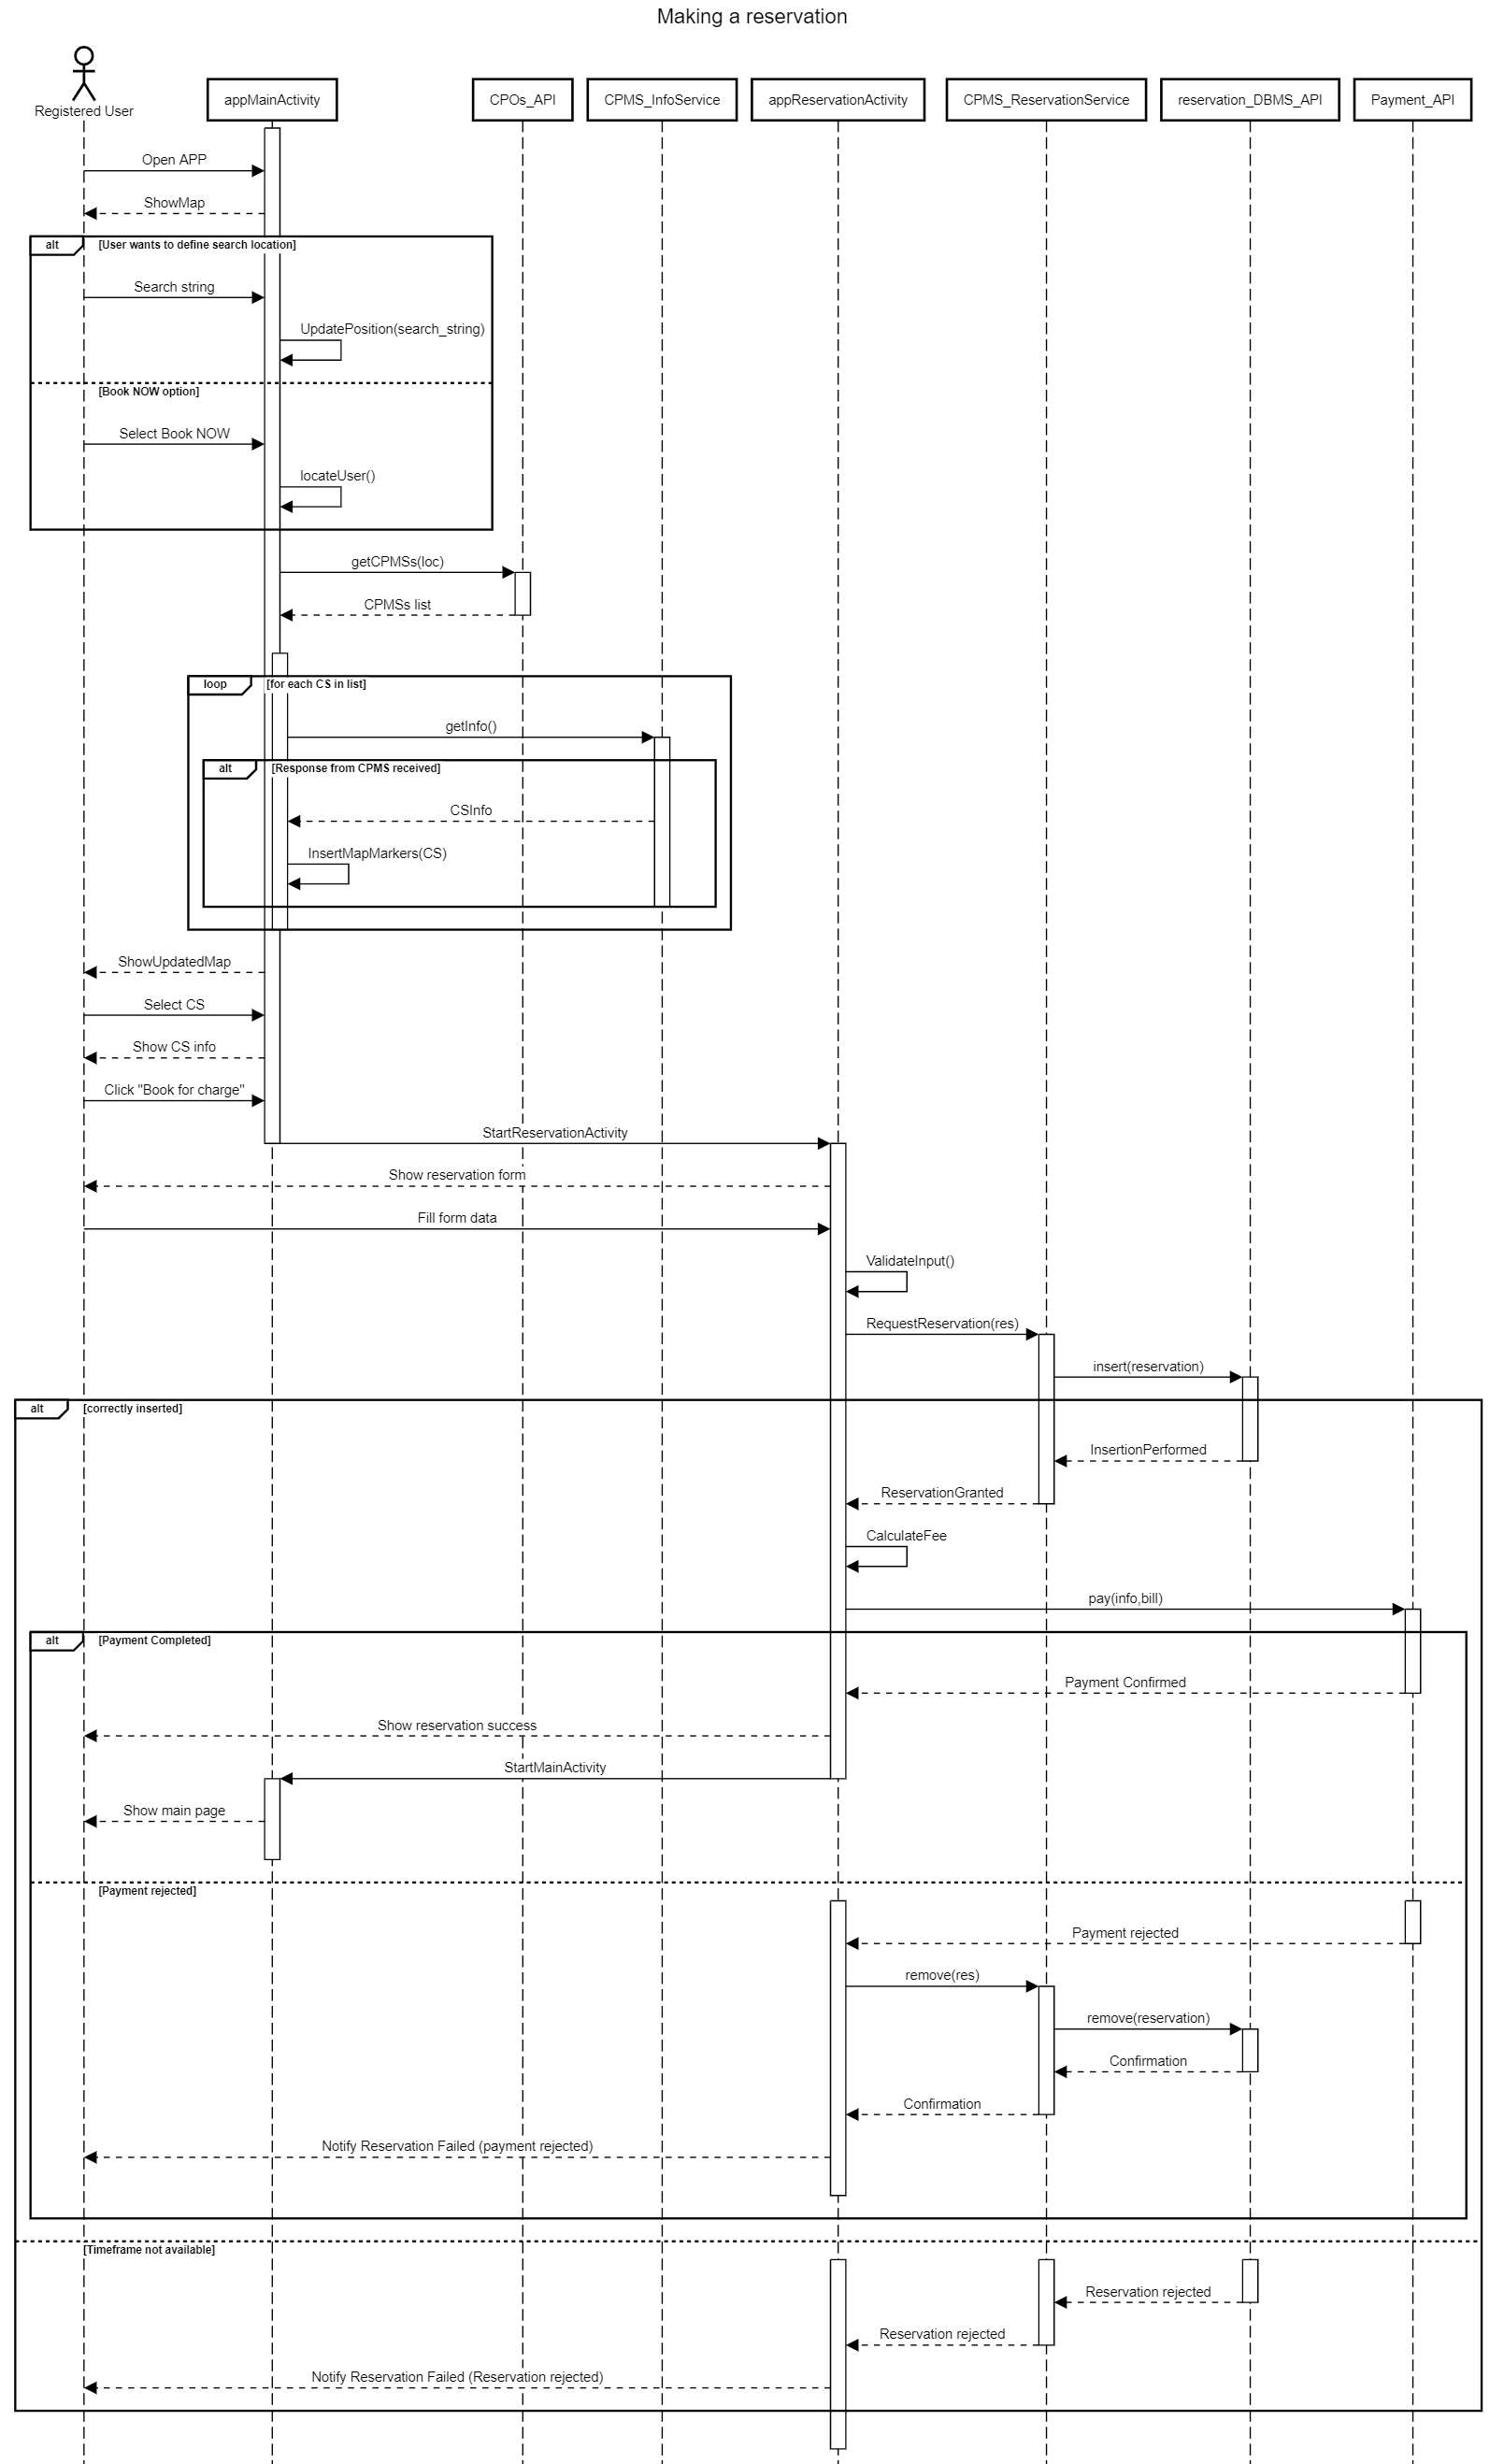 Making a reservation
Registered User
appMainActivity
CPOs_API
CPMS_InfoService
appReservationActivity
CPMS_ReservationService
reservation_DBMS_API
Payment_API
Open APP
ShowMap
alt
[User wants to define search location]
Search string
UpdatePosition(search_string)
[Book NOW option]
Select Book NOW
locateUser()
getCPMSs(loc)
CPMSs list
loop
[for each CS in list]
getInfo()
alt
[Response from CPMS received]
CSInfo
InsertMapMarkers(CS)
ShowUpdatedMap
Select CS
Show CS info
Click "Book for charge"
StartReservationActivity
Show reservation form
Fill form data
ValidateInput()
RequestReservation(res)
insert(reservation)
alt
[correctly inserted]
InsertionPerformed
ReservationGranted
CalculateFee
pay(info,bill)
alt
[Payment Completed]
Payment Confirmed
Show reservation success
StartMainActivity
Show main page
[Payment rejected]
Payment rejected
remove(res)
remove(reservation)
Confirmation
Confirmation
Notify Reservation Failed (payment rejected)
[Timeframe not available]
Reservation rejected
Reservation rejected
Notify Reservation Failed (Reservation rejected)